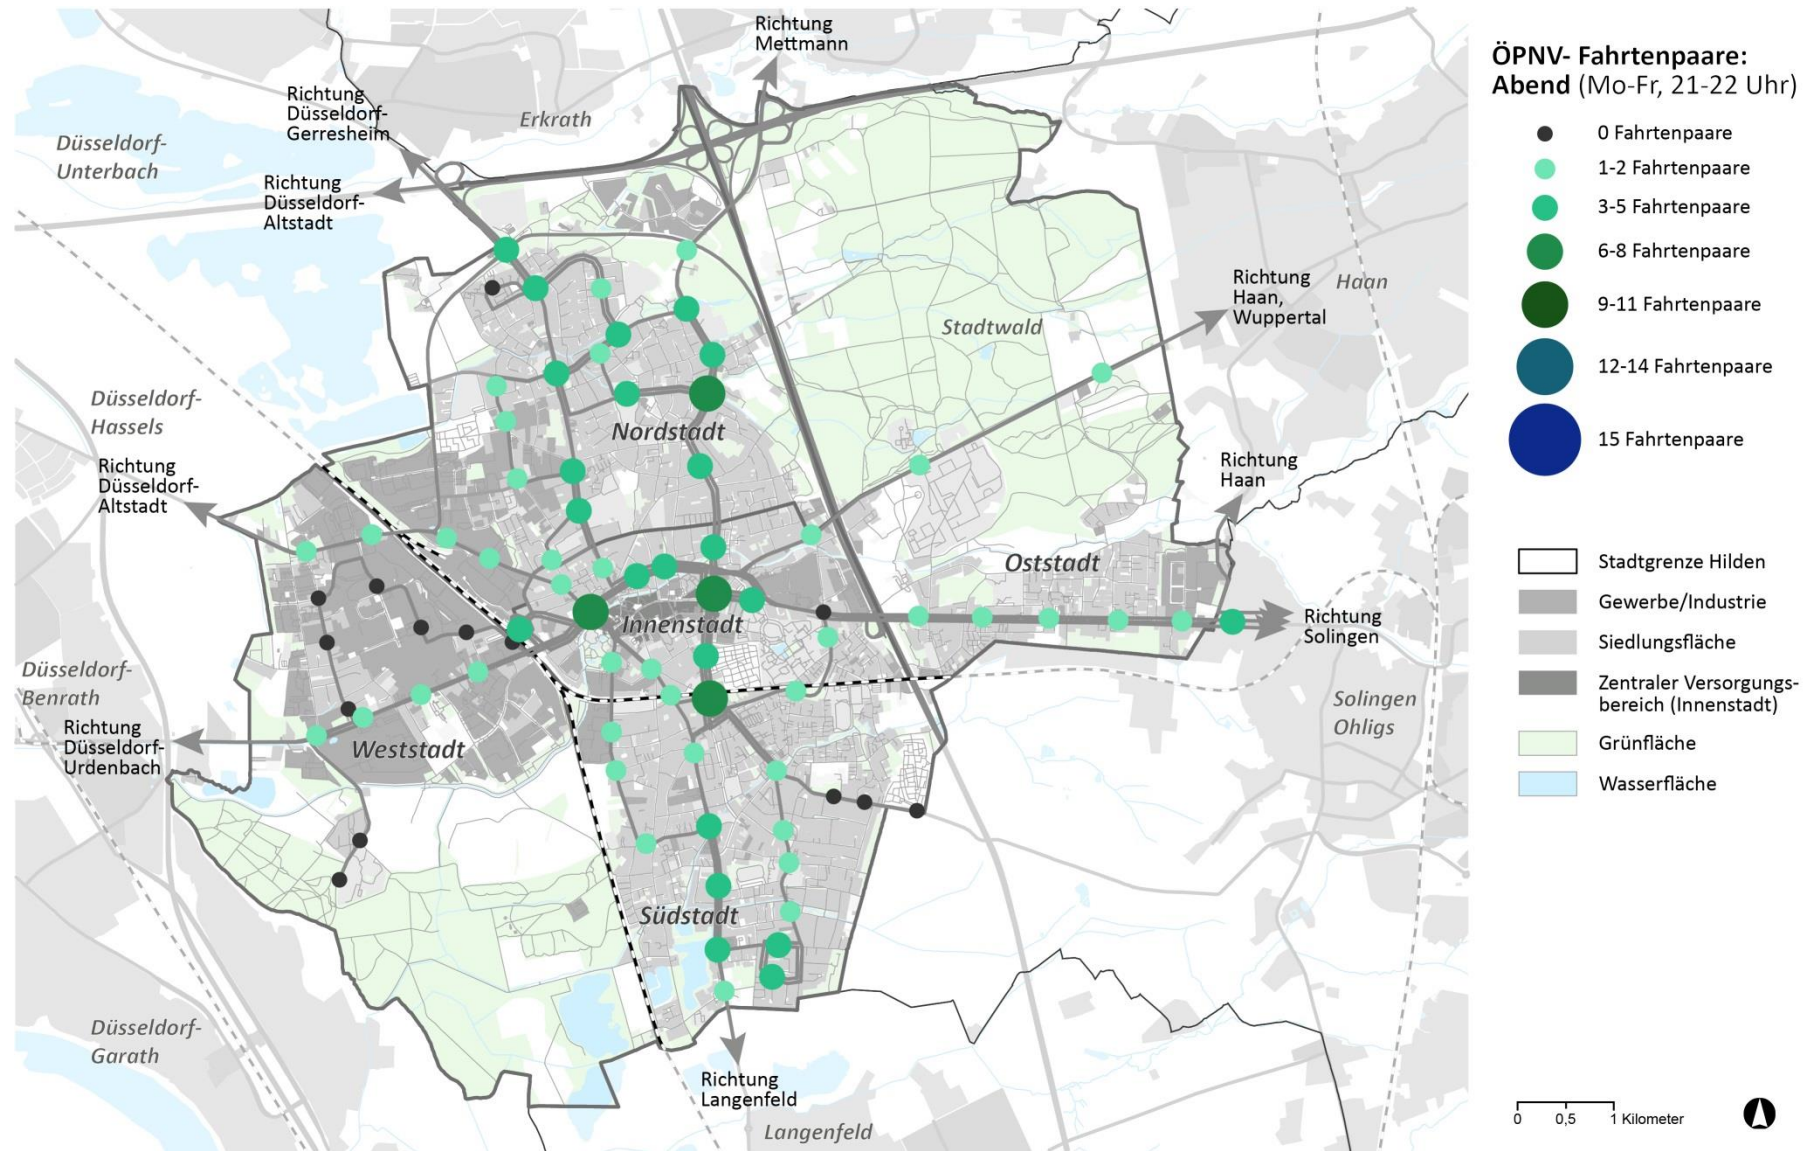 Richtung
Mettmann
Richtung
Düsseldorf-
Gerresheim
Erkrath
Düsseldorf-
Unterbach
Richtung
Düsseldorf-
Altstadt
Richtung
Haan,
Wuppertal
Haan
Stadtwald
Düsseldorf-
Hassels
Nordstadt
Richtung
Düsseldorf-
Altstadt
Richtung
Haan
Oststadt
Innenstadt
Richtung
Solingen
Düsseldorf-
Benrath
Solingen
Ohligs
Richtung
Düsseldorf-
Urdenbach
Weststadt
Südstadt
Düsseldorf-
Garath
Richtung
Langenfeld
Langenfeld
ÖPNV- Fahrtenpaare:
Abend (Mo-Fr, 21-22 Uhr)
0 Fahrtenpaare
1-2 Fahrtenpaare
3-5 Fahrtenpaare
6-8 Fahrtenpaare
9-11 Fahrtenpaare
12-14 Fahrtenpaare
15 Fahrtenpaare
Stadtgrenze Hilden
Gewerbe/Industrie
Siedlungsfläche
Zentraler Versorgungs-
bereich (Innenstadt)
Grünfläche
Wasserfläche
0 0,5 1 Kilometer